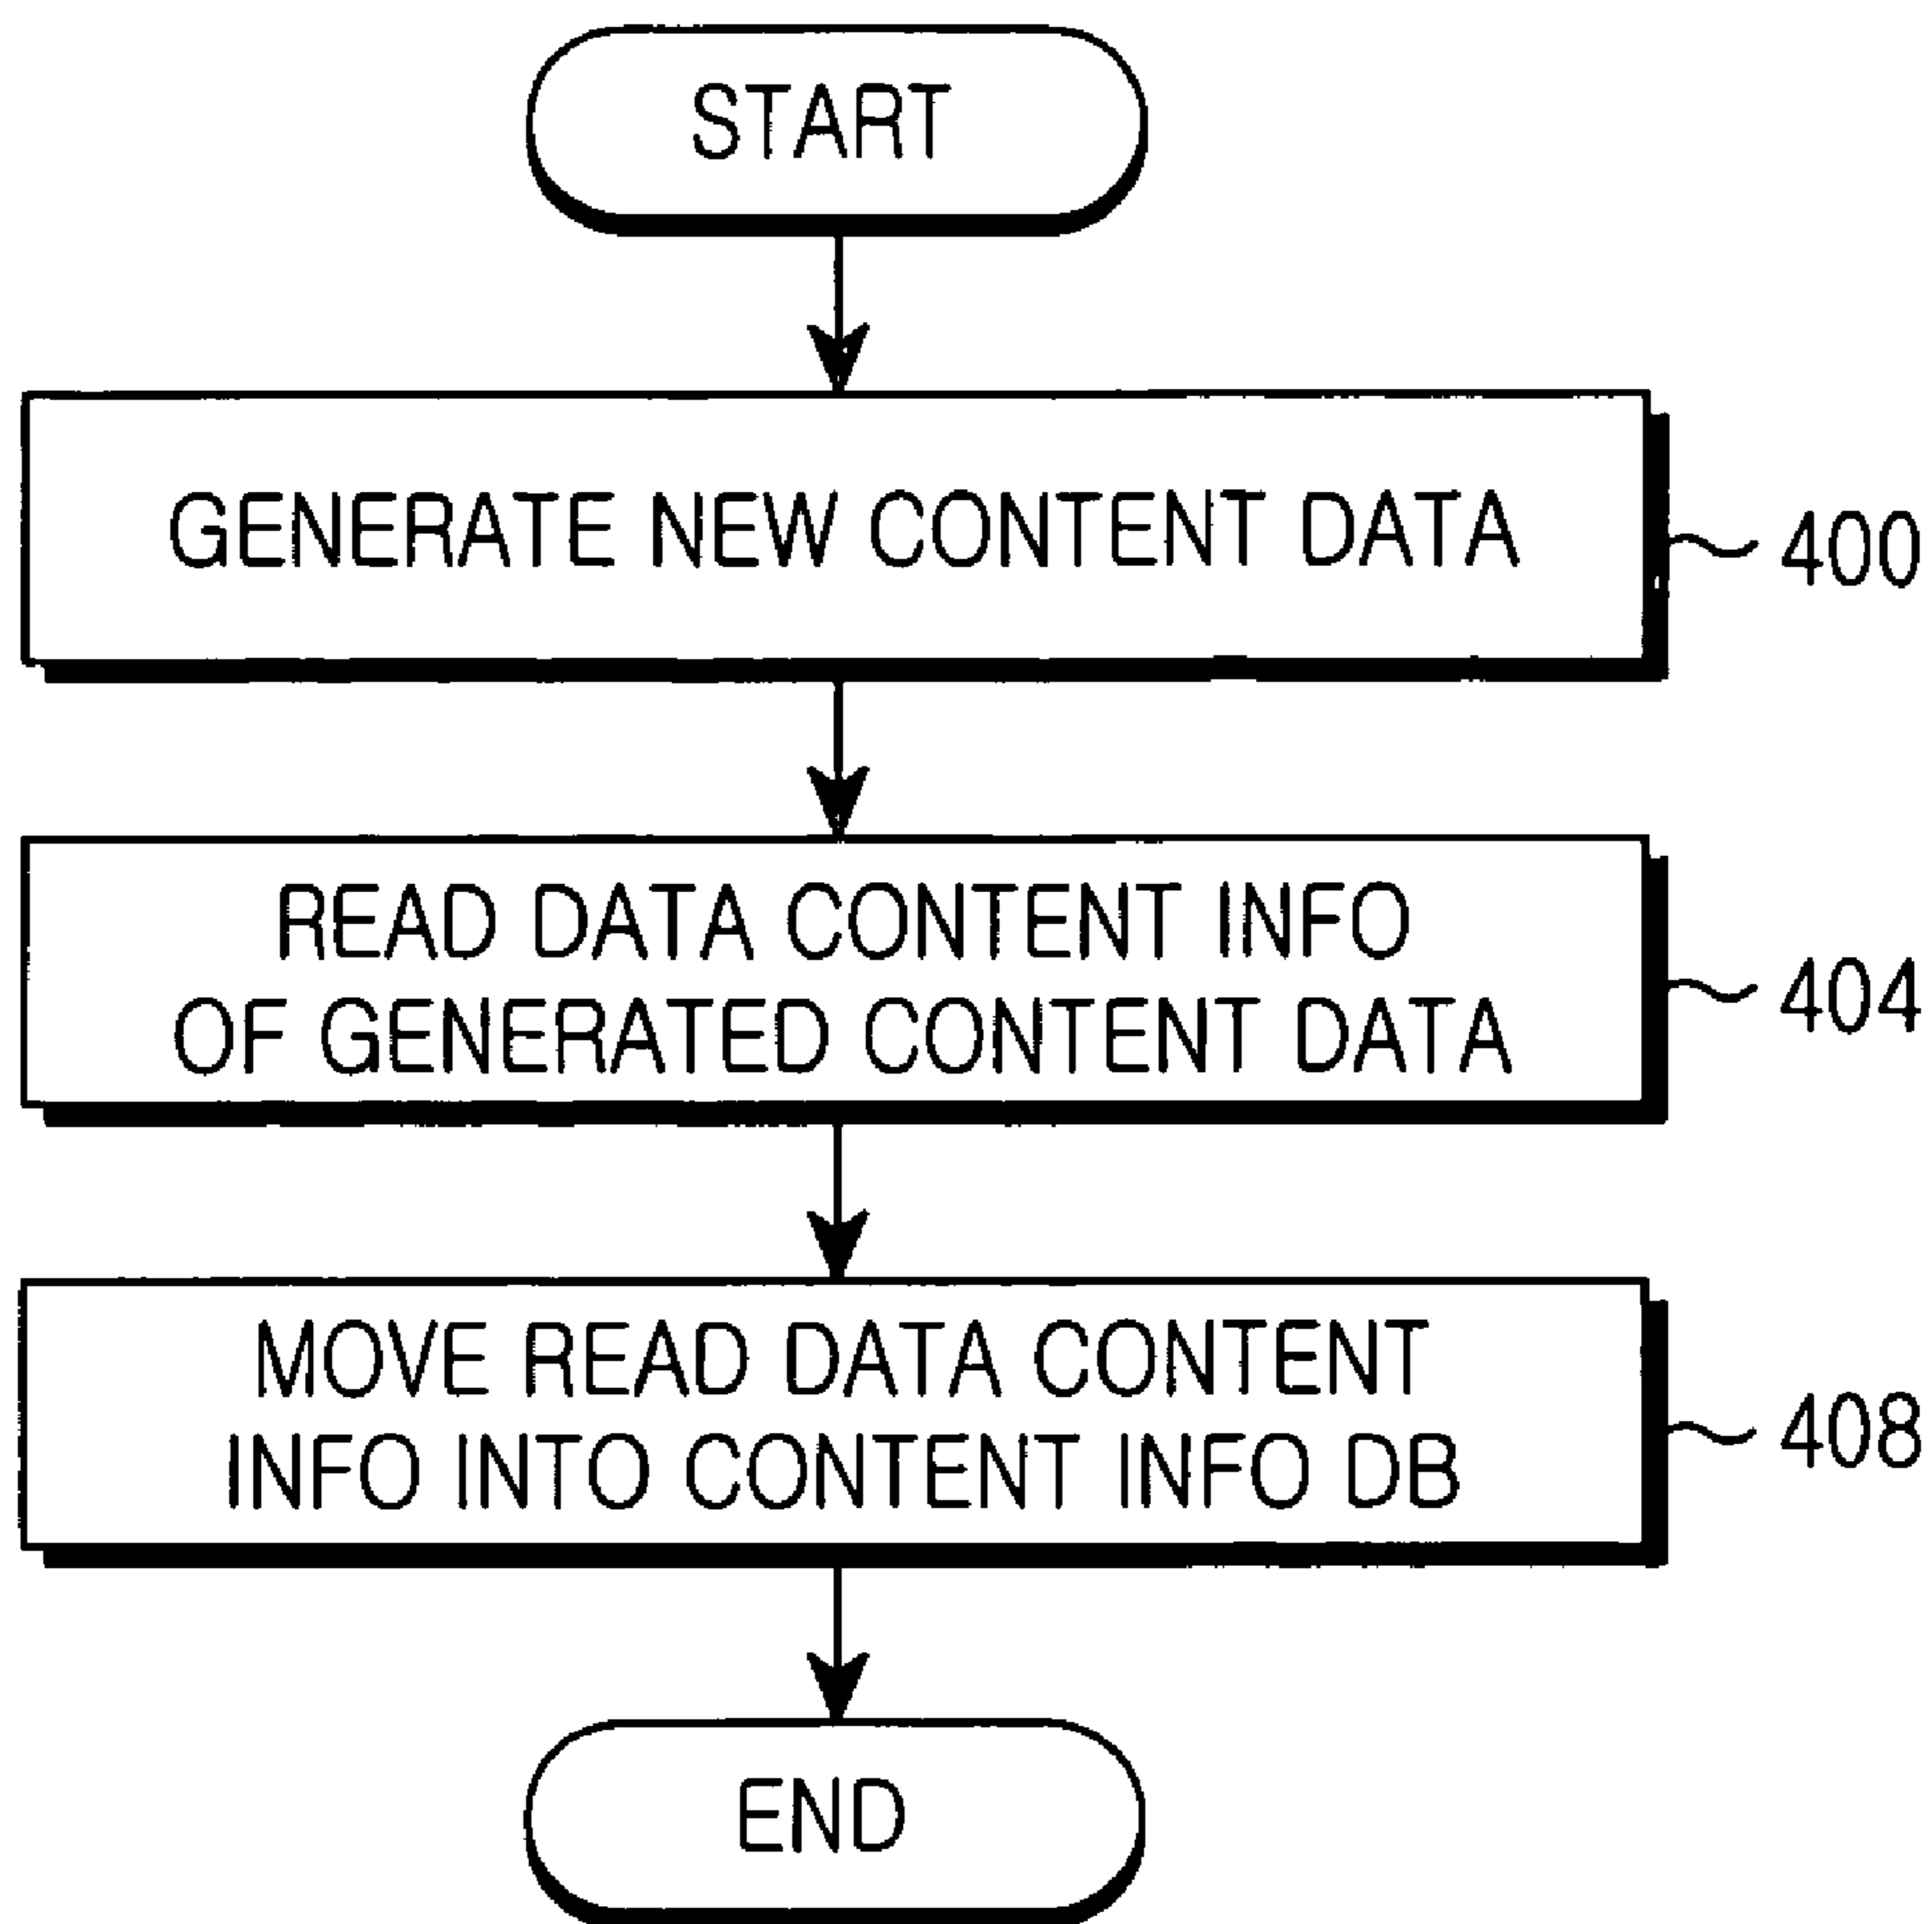 START
GENERATE NEW CONTENT DATA
400
READ DATA CONTENT INFO
OF GENERATED CONTENT DATA
404
MOVE READ DATA CONTENT
INFO INTO CONTENT INFO DB
408
END